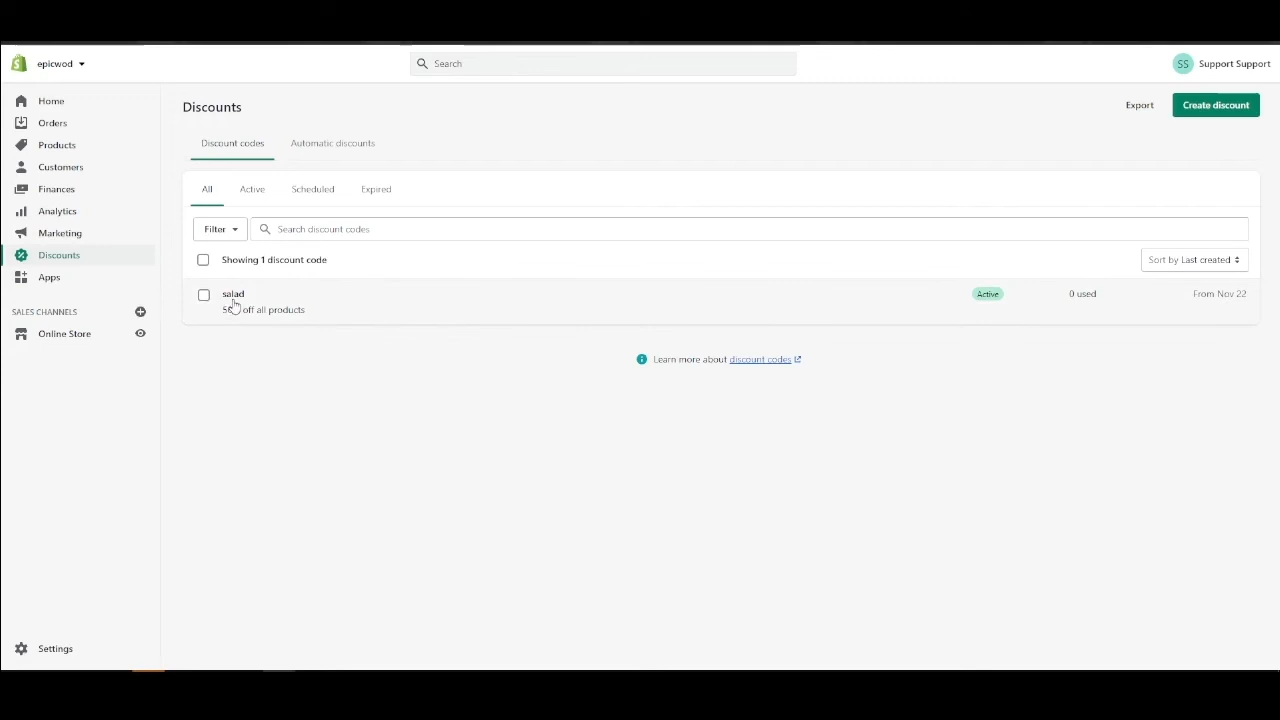 epicwod
Search
SS Support Support
Home
Orders
Products
Customers
Finances
Analytics
Marketing
Discounts
Apps
SALES CHANNELS
Online Store
Settings
Discounts
Export
Create discount
Discount codes
Automatic discounts
All
Active
Scheduled
Expired
Filter
Search discount codes
Showing 1 discount code
Sort by Last created
salad
off all products
Active
0 used
From Nov 22
Learn more about discount codes